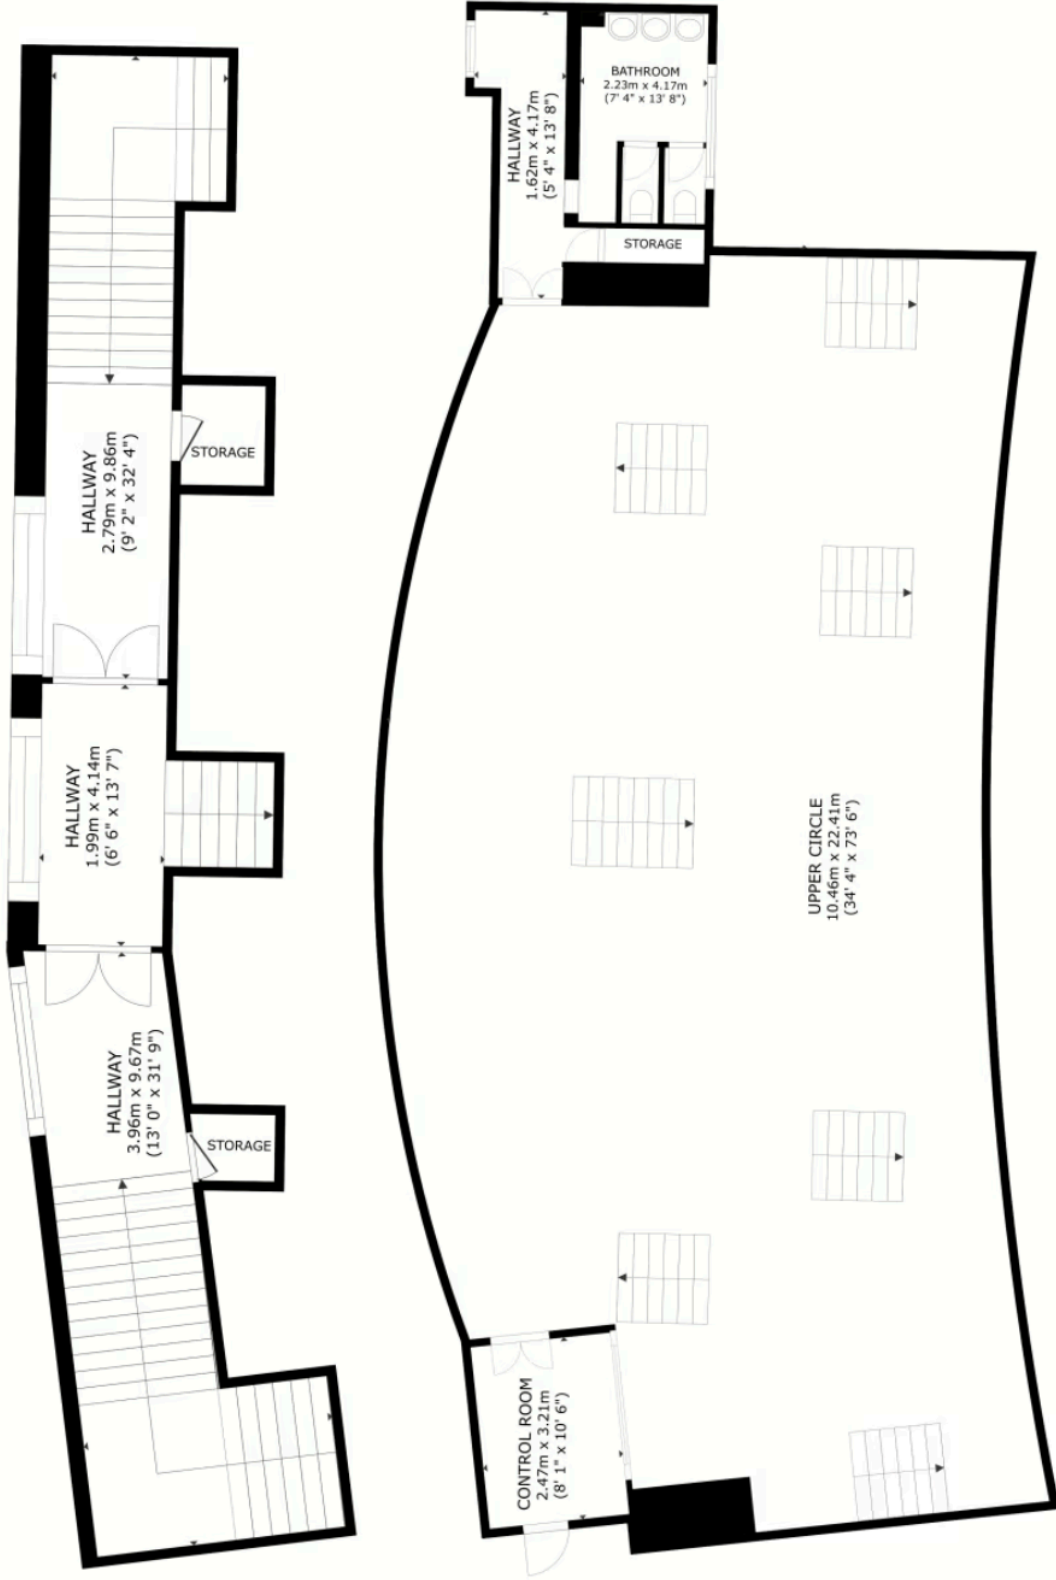 BATHROOM
2.23m x 4.17m
(7' 4" x 13' 8")
HALLWAY
1.62m x 4.17m
(5' 4" x 13' 8")
STORAGE
HALLWAY
2.79m x 9.86m
(9' 2" x 32' 4")
STORAGE
HALLWAY
1.99m x 4.14m
(6' 6" x 13' 7")
UPPER CIRCLE
10.46m x 22.41m
(34' 4" x 73' 6")
HALLWAY
3.96m x 9.67m
(13' 0" x 31' 9")
STORAGE
CONTROL ROOM
2.47m x 3.21m
(8' 1" x 10' 6")